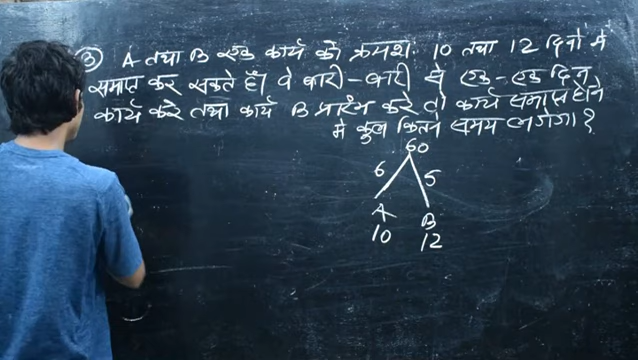 ③ A तथा B एक कार्य को क्रमशः 10 तथा 12 दिनों में
समाप्त कर सकते हैं। वे बारी-बारी से एक-एक दिन
कार्य करे तथा कार्य B प्रारंभ करे तो कार्य समाप्त होने
मे कुल कितने समय लगेगा?
60
6 5
A B
10 12